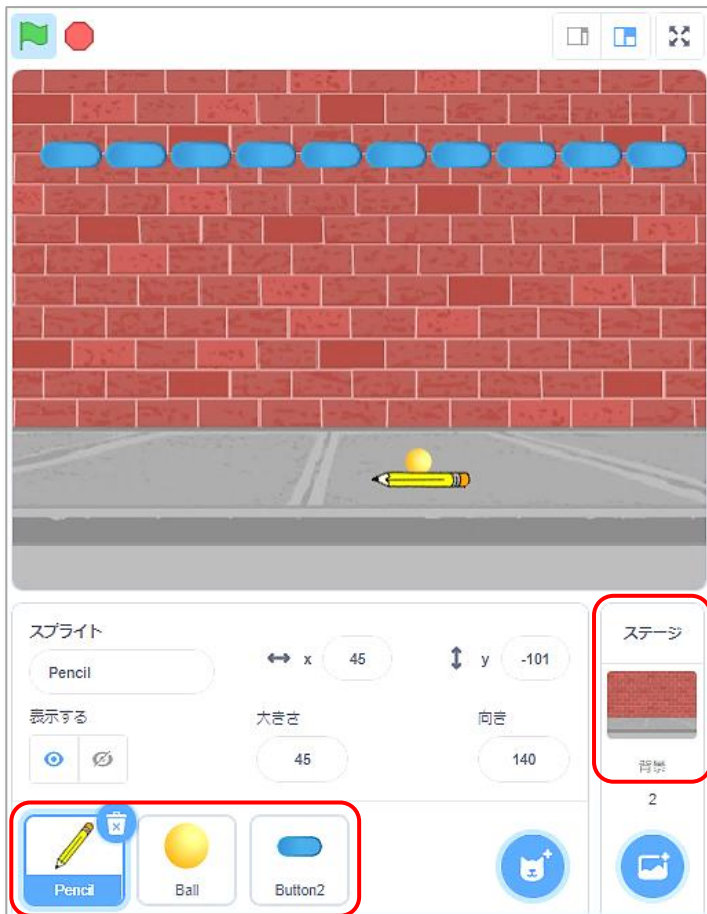 スプライト
Pencil
x 45
y -101
表示する
大きさ
45
向き
140
Pencil
Ball
Button2
ステージ
背景
2